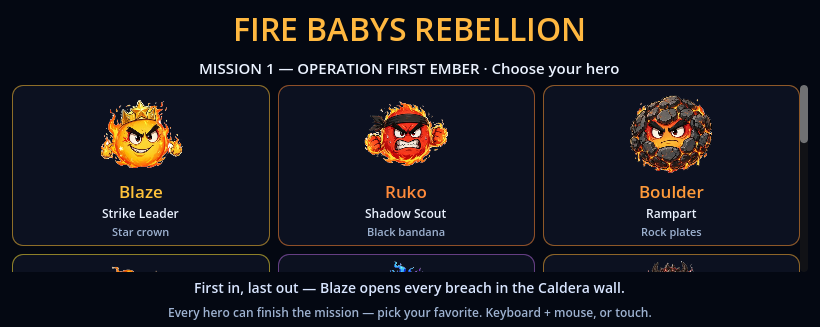 FIRE BABYS REBELLION
MISSION 1 — OPERATION FIRST EMBER · Choose your hero
Blaze
Strike Leader
Star crown
Ruko
Shadow Scout
Black bandana
Boulder
Rampart
Rock plates
First in, last out — Blaze opens every breach in the Caldera wall.
Every hero can finish the mission — pick your favorite. Keyboard + mouse, or touch.